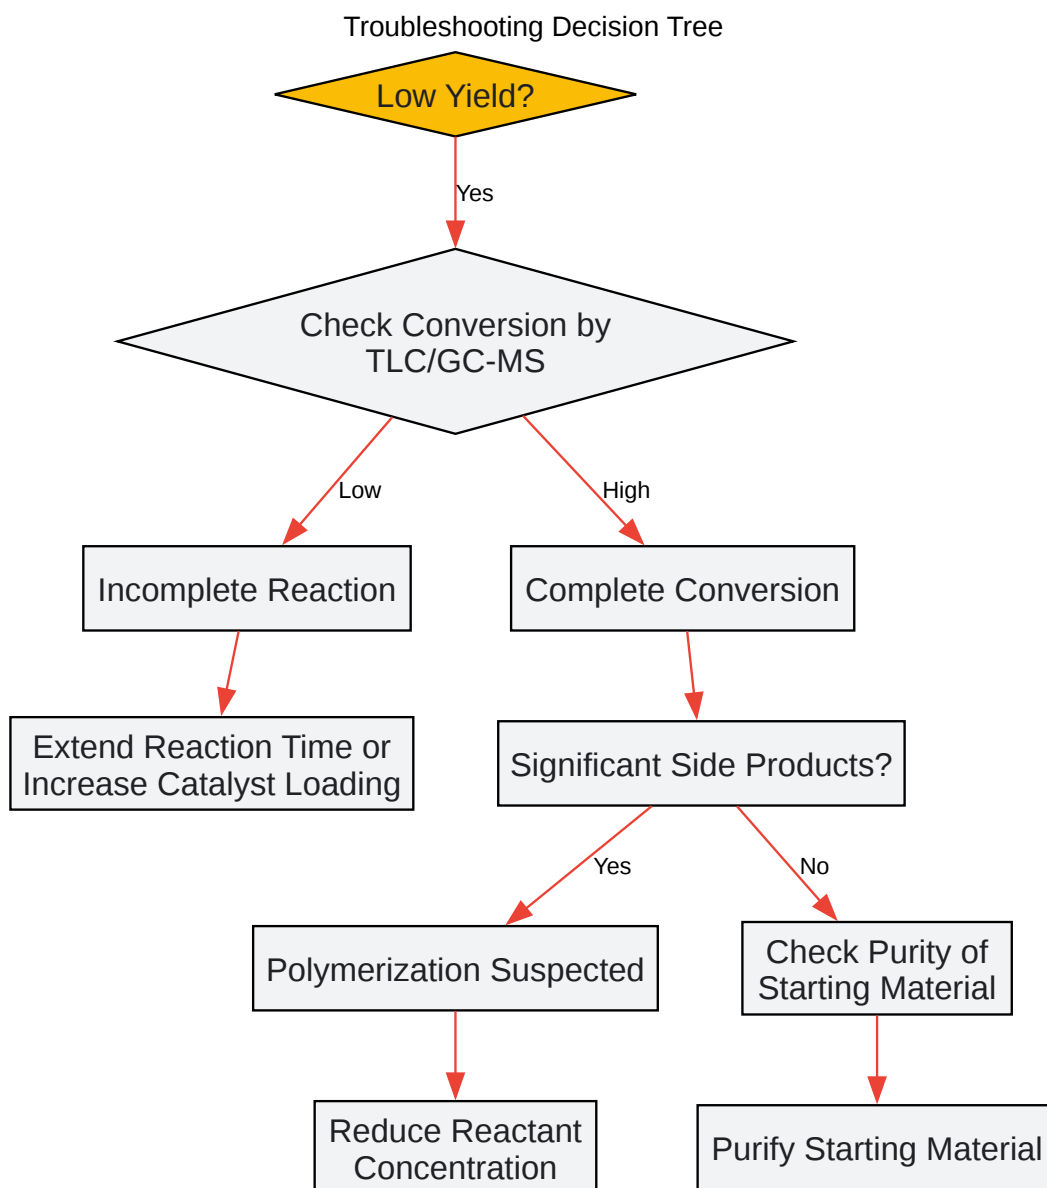 Troubleshooting Decision Tree
Low Yield?
Yes
Check Conversion by
TLC/GC-MS
Low
High
Incomplete Reaction
Complete Conversion
Extend Reaction Time or
Increase Catalyst Loading
Significant Side Products?
Yes
No
Polymerization Suspected
Check Purity of
Starting Material
Reduce Reactant
Concentration
Purify Starting Material